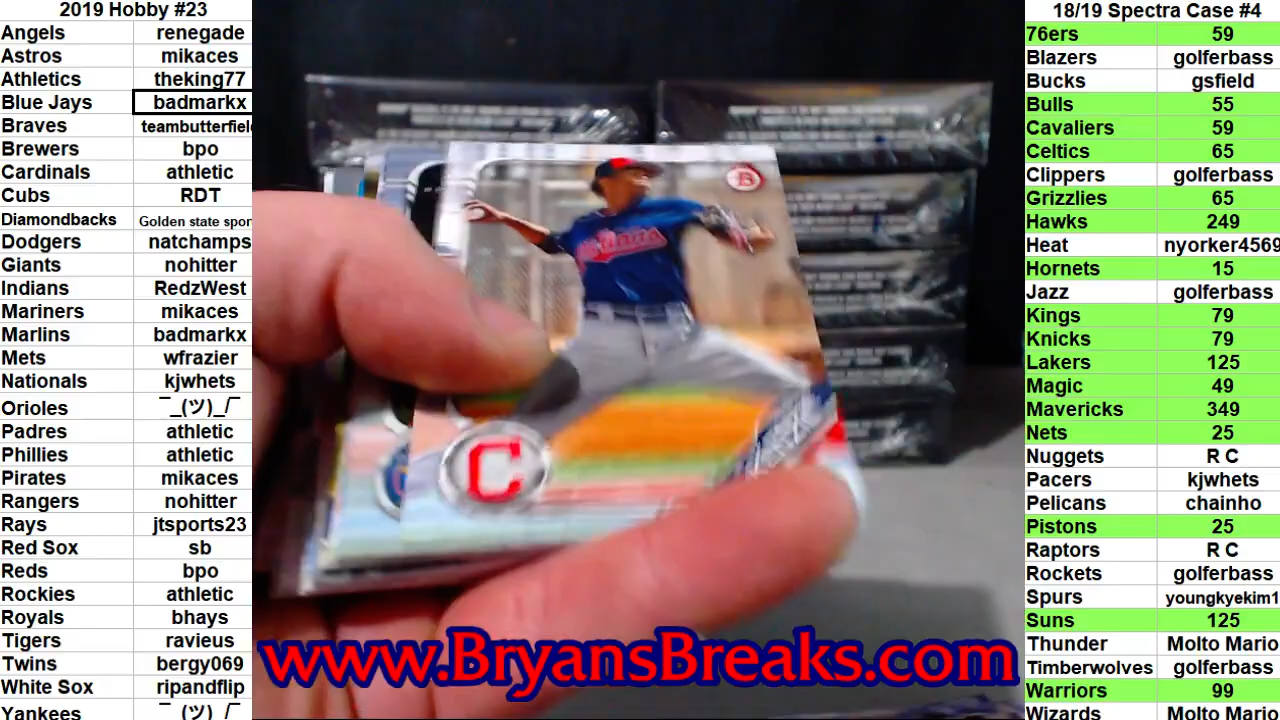 2019 Hobby #23
Angels renegade
Astros mikaces
Athletics theking77
Blue Jays badmarkx
Braves teambutterfiel
Brewers bpo
Cardinals athletic
Cubs RDT
Diamondbacks Golden state spor
Dodgers natchamps
Giants nohitter
Indians RedzWest
Mariners mikaces
Marlins badmarkx
Mets wfrazier
Nationals kjwhets
Orioles ¯_(ツ)_/¯
Padres athletic
Phillies athletic
Pirates mikaces
Rangers nohitter
Rays jtsports23
Red Sox sb
Reds bpo
Rockies athletic
Royals bhays
Tigers ravieus
Twins bergy069
White Sox ripandflip
Yankees ¯_(ツ)_/¯
Indians
B
C
www.BryansBreaks.com
18/19 Spectra Case #4
76ers 59
Blazers golferbass
Bucks gsfield
Bulls 55
Cavaliers 59
Celtics 65
Clippers golferbass
Grizzlies 65
Hawks 249
Heat nyorker4569
Hornets 15
Jazz golferbass
Kings 79
Knicks 79
Lakers 125
Magic 49
Mavericks 349
Nets 25
Nuggets R C
Pacers kjwhets
Pelicans chainho
Pistons 25
Raptors R C
Rockets golferbass
Spurs youngkyekim1
Suns 125
Thunder Molto Mario
Timberwolves golferbass
Warriors 99
Wizards Molto Mario